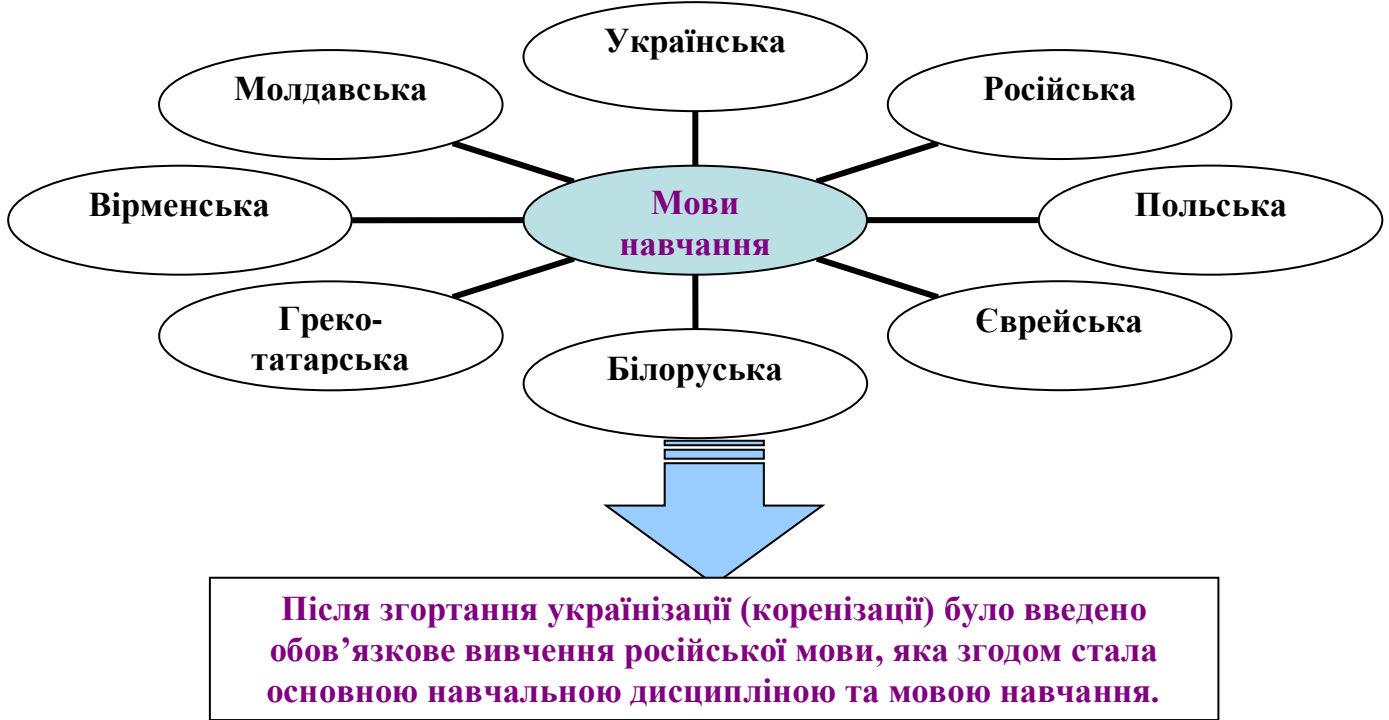 Українська
Молдавська
Російська
Вірменська
Мови
навчання
Польська
Греко-
татарська
Єврейська
Білоруська
Після згортання українізації (коренізації) було введено
обов’язкове вивчення російської мови, яка згодом стала
основною навчальною дисципліною та мовою навчання.